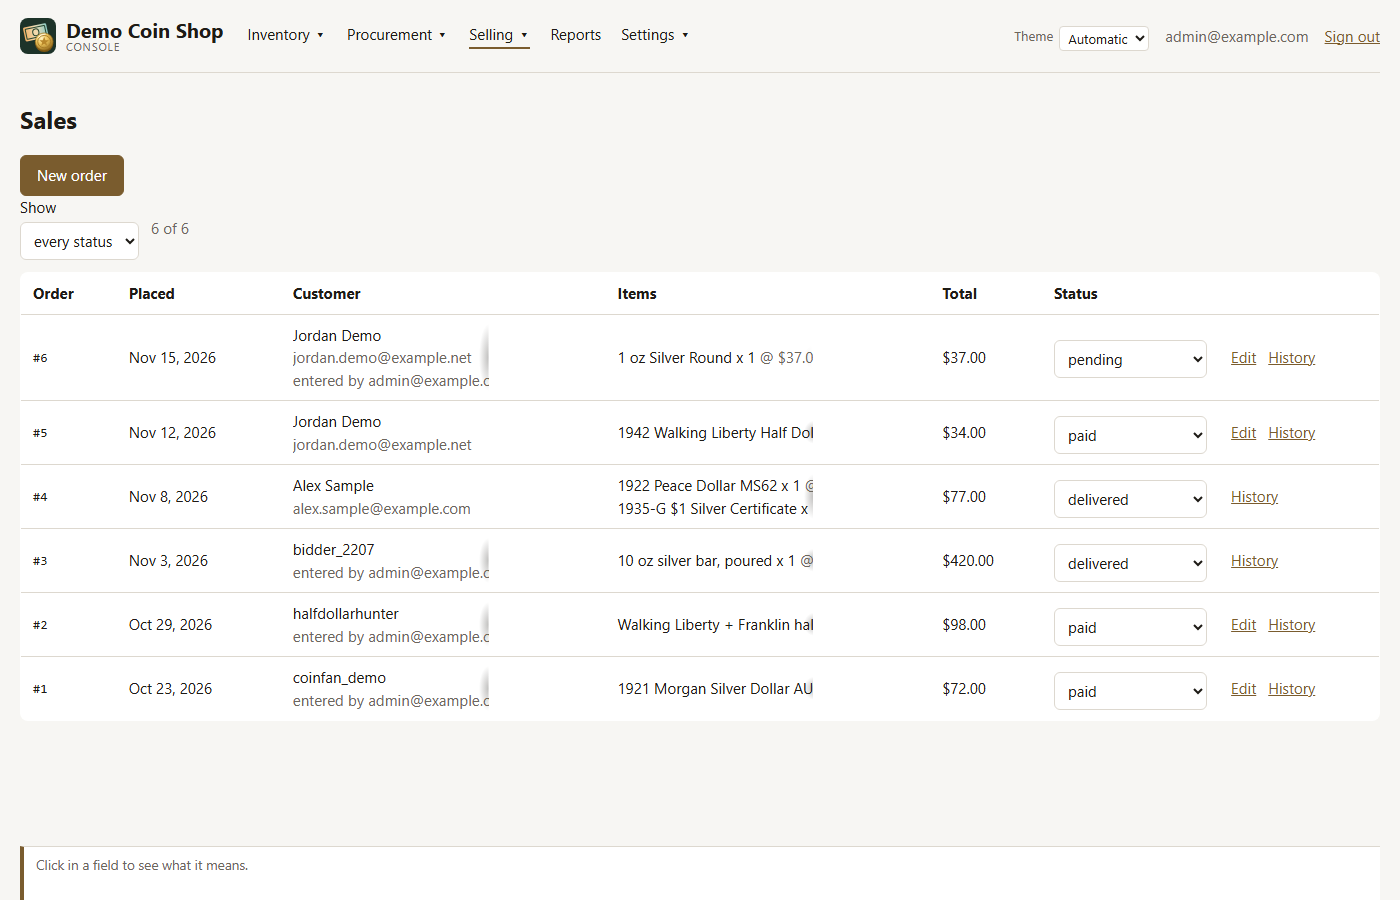 Demo Coin Shop
CONSOLE
Inventory ▼
Procurement ▼
Selling ▼
Reports
Settings ▼
Theme
Automatic
admin@example.com
Sign out
Sales
New order
Show
every status
6 of 6
Order Placed Customer Items Total Status
#6 Nov 15, 2026
Jordan Demo
jordan.demo@example.net
entered by admin@example.c
1 oz Silver Round x 1 @ $37.0
$37.00 pending Edit History
#5 Nov 12, 2026
Jordan Demo
jordan.demo@example.net
1942 Walking Liberty Half Dol
$34.00 paid Edit History
#4 Nov 8, 2026
Alex Sample
alex.sample@example.com
1922 Peace Dollar MS62 x 1 @
1935-G $1 Silver Certificate x
$77.00 delivered History
#3 Nov 3, 2026
bidder_2207
entered by admin@example.c
10 oz silver bar, poured x 1 @
$420.00 delivered History
#2 Oct 29, 2026
halfdollarhunter
entered by admin@example.c
Walking Liberty + Franklin hal
$98.00 paid Edit History
#1 Oct 23, 2026
coinfan_demo
entered by admin@example.c
1921 Morgan Silver Dollar AU
$72.00 paid Edit History
Click in a field to see what it means.